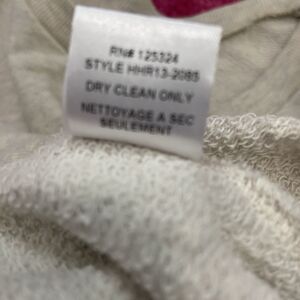 RN# 125324
STYLE HHR13-2085
DRY CLEAN ONLY
NETTOYAGE A SEC
SEULEMENT